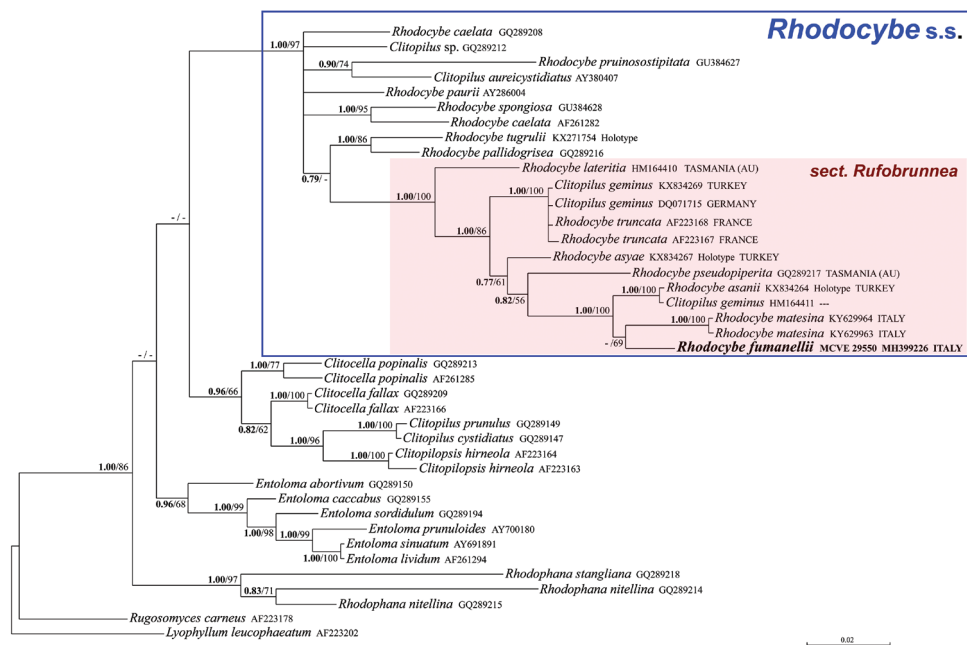 Rhodocybe s.s.
1.00/97
Rhodocybe caelata GQ289208
Clitopilus sp. GQ289212
0.90/74
Rhodocybe pruinosostipitata GU384627
Clitopilus aureicystidiatus AY380407
Rhodocybe paurii AY286004
1.00/95
Rhodocybe spongiosa GU384628
Rhodocybe caelata AF261282
1.00/86
Rhodocybe tugrulii KX271754 Holotype
Rhodocybe pallidogrisea GQ289216
0.79/ -
sect. Rufobrunnea
1.00/100
Rhodocybe lateritia HM164410 TASMANIA (AU)
1.00/100
Clitopilus geminus KX834269 TURKEY
Clitopilus geminus DQ071715 GERMANY
- / -
Rhodocybe truncata AF223168 FRANCE
1.00/86
Rhodocybe truncata AF223167 FRANCE
Rhodocybe asyae KX834267 Holotype TURKEY
0.77/61
Rhodocybe pseudopiperita GQ289217 TASMANIA (AU)
0.82/56
Rhodocybe asanii KX834264 Holotype TURKEY
1.00/100
Clitopilus geminus HM164411 ---
1.00/100
Rhodocybe matesina KY629964 ITALY
Rhodocybe matesina KY629963 ITALY
-/69
Rhodocybe fumanellii MCVE 29550 MH399226 ITALY
- / -
1.00/77
Clitocella popinalis GQ289213
Clitocella popinalis AF261285
0.96/66
1.00/100
Clitocella fallax GQ289209
Clitocella fallax AF223166
0.82/62
1.00/100
Clitopilus prunulus GQ289149
Clitopilus cystidiatus GQ289147
1.00/96
1.00/100
Clitopilopsis hirneola AF223164
Clitopilopsis hirneola AF223163
1.00/86
Entoloma abortivum GQ289150
0.96/68
1.00/99
Entoloma caccabus GQ289155
Entoloma sordidulum GQ289194
1.00/98
1.00/99
Entoloma prunuloides AY700180
Entoloma sinuatum AY691891
1.00/100
Entoloma lividum AF261294
1.00/97
Rhodophana stangliana GQ289218
0.83/71
Rhodophana nitellina GQ289214
Rhodophana nitellina GQ289215
Rugosomyces carneus AF223178
Lyophyllum leucophaeatum AF223202
0.02